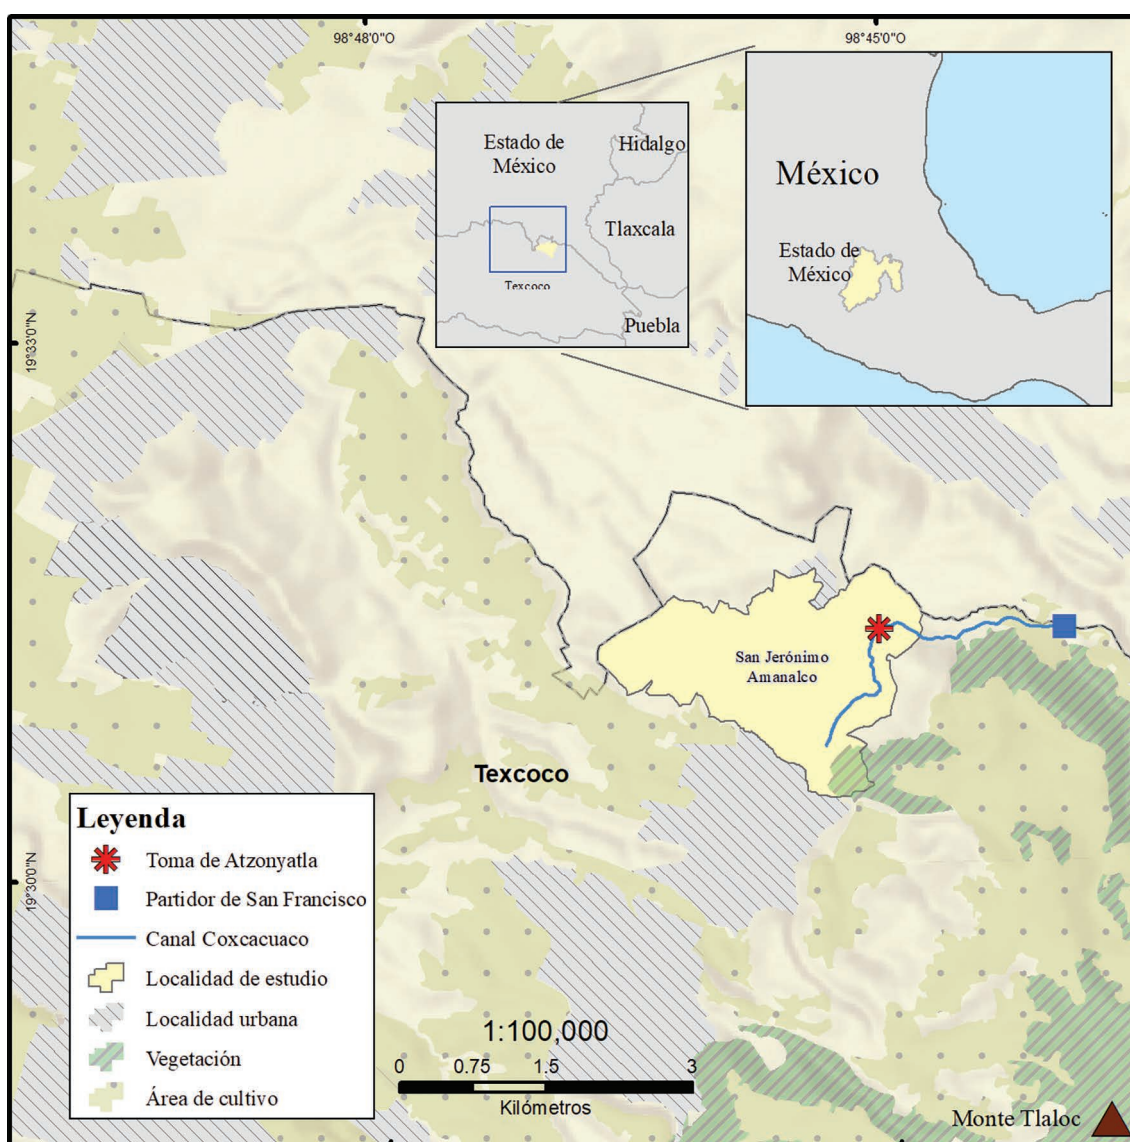 98°48'0"O
98°45'0"O
Estado de
México
Hidalgo
Tlaxcala
Texcoco
Puebla
México
Estado de
México
19°33'0"N
San Jerónimo
Amanalco
Texcoco
19°30'0"N
Leyenda
Toma de Atzonyatla
Partidor de San Francisco
Canal Coxcacuaco
Localidad de estudio
Localidad urbana
Vegetación
Área de cultivo
1:100,000
0 0.75 1.5 3
Kilómetros
Monte Tlaloc